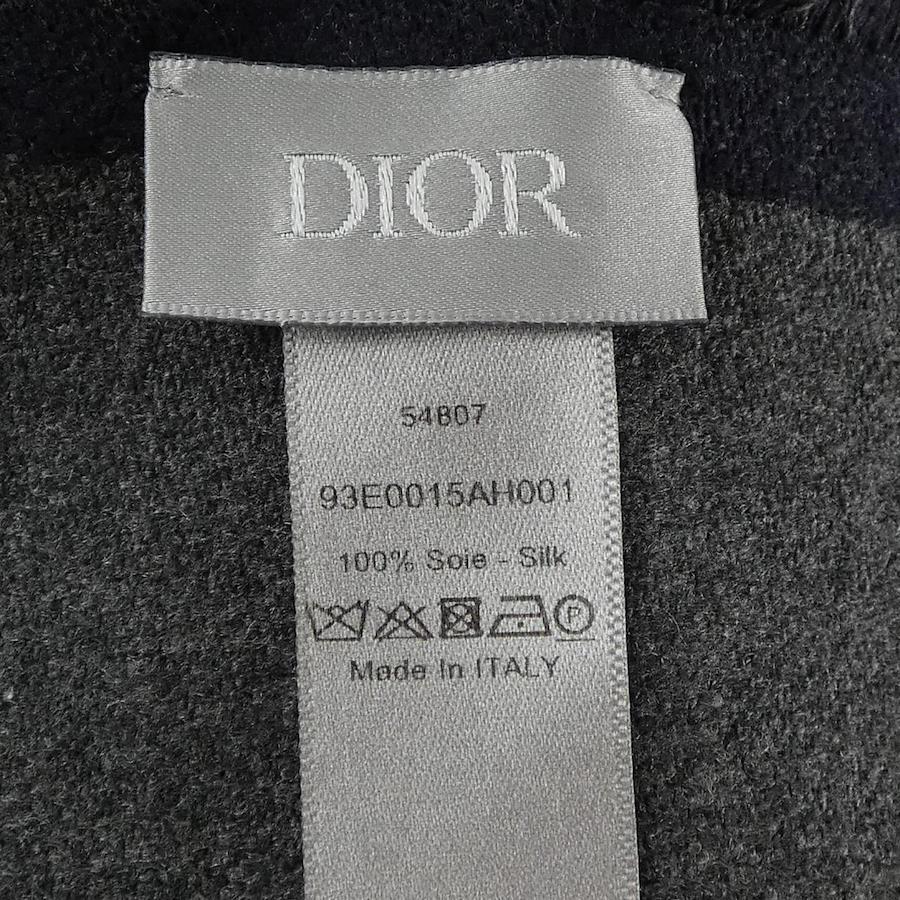 DIOR
54807
93E0015AH001
100% Soie - Silk
P
Made In ITALY